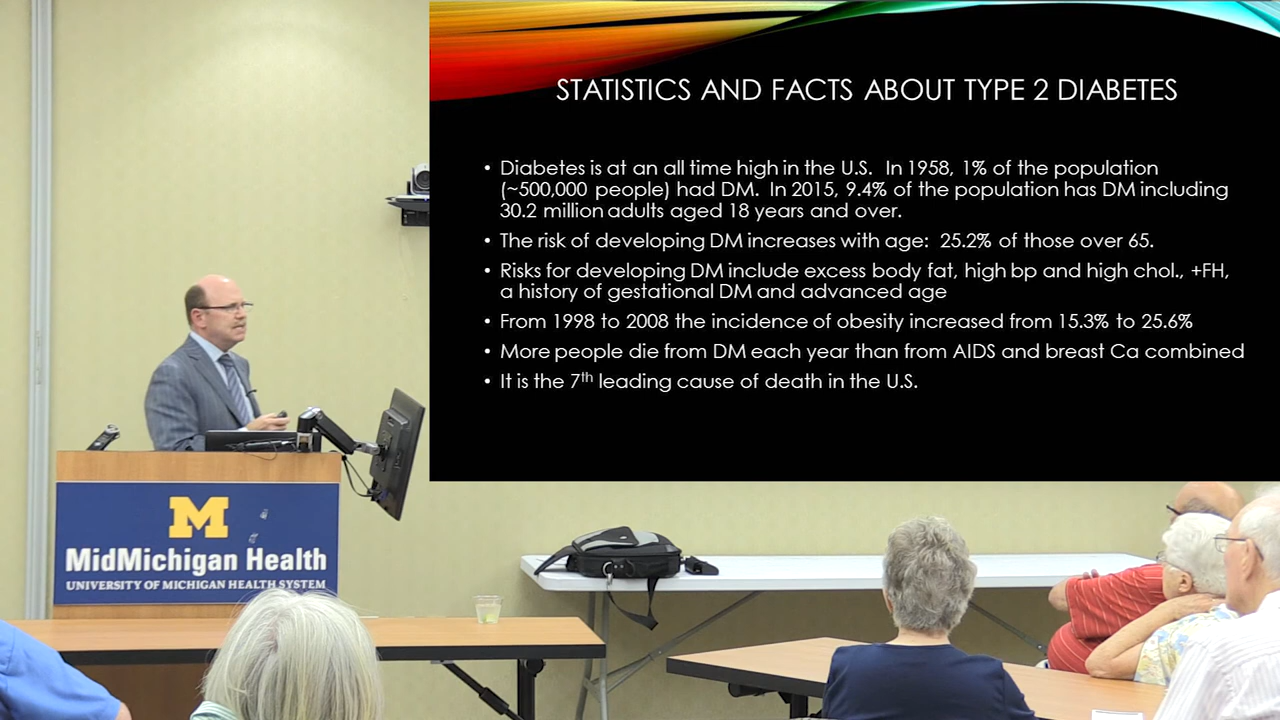 STATISTICS AND FACTS ABOUT TYPE 2 DIABETES
• Diabetes is at an all time high in the U.S. In 1958, 1% of the population
(~500,000 people) had DM. In 2015, 9.4% of the population has DM including
30.2 million adults aged 18 years and over.
• The risk of developing DM increases with age: 25.2% of those over 65.
• Risks for developing DM include excess body fat, high bp and high chol., +FH,
a history of gestational DM and advanced age
• From 1998 to 2008 the incidence of obesity increased from 15.3% to 25.6%
• More people die from DM each year than from AIDS and breast Ca combined
• It is the 7th leading cause of death in the U.S.
M
MidMichigan Health
UNIVERSITY OF MICHIGAN HEALTH SYSTEM